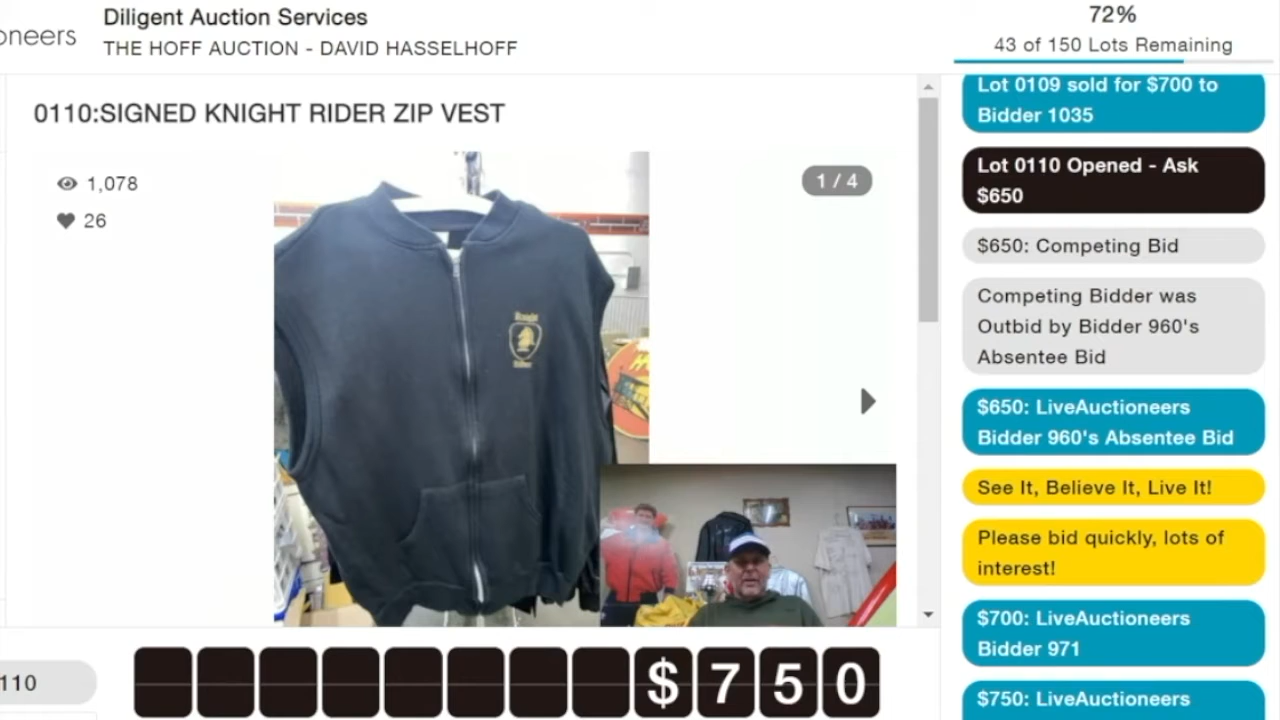 oneers
Diligent Auction Services
THE HOFF AUCTION - DAVID HASSELHOFF
72%
43 of 150 Lots Remaining
0110:SIGNED KNIGHT RIDER ZIP VEST
1,078
26
1 / 4
Knight
Rider
Lot 0109 sold for $700 to
Bidder 1035
Lot 0110 Opened - Ask
$650
$650: Competing Bid
Competing Bidder was
Outbid by Bidder 960's
Absentee Bid
$650: LiveAuctioneers
Bidder 960's Absentee Bid
See It, Believe It, Live It!
Please bid quickly, lots of
interest!
$700: LiveAuctioneers
Bidder 971
$750: LiveAuctioneers
110
$750